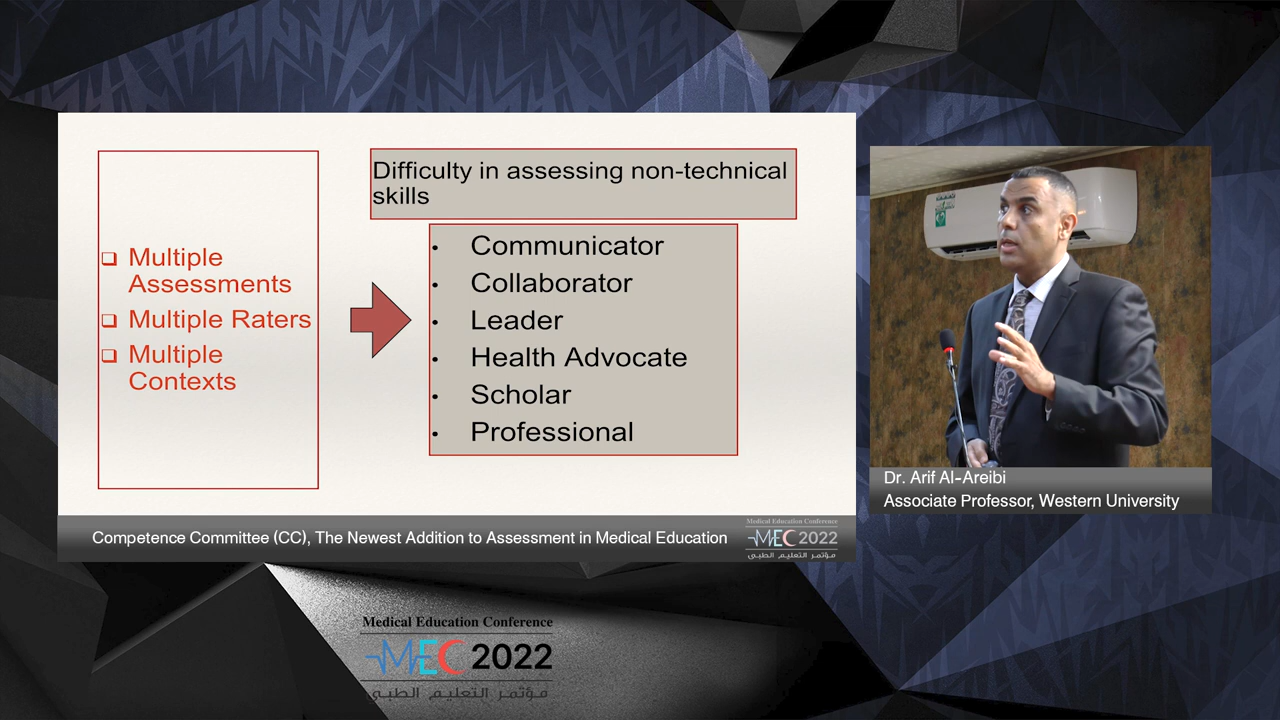 Difficulty in assessing non-technical
skills
❑ Multiple
Assessments
❑ Multiple Raters
❑ Multiple
Contexts
• Communicator
• Collaborator
• Leader
• Health Advocate
• Scholar
• Professional
Competence Committee (CC), The Newest Addition to Assessment in Medical Education
Medical Education Conference
MEC 2022
مؤتمر التعليم الطبي
Dr. Arif Al-Areibi
Associate Professor, Western University
Medical Education Conference
MEC 2022
مؤتمر التعليم الطبي